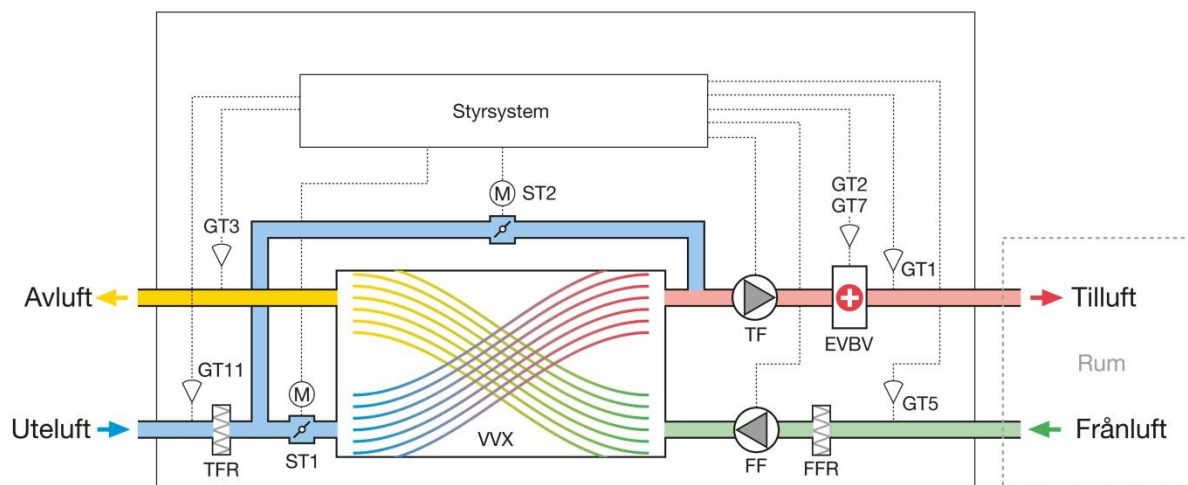 Styrsystem
M
ST2
GT2
GT7
GT3
GT1
Avluft
Tilluft
TF
EVBV
Rum
GT11
M
GT5
Uteluft
Frånluft
TFR
ST1
VVX
FF
FFR